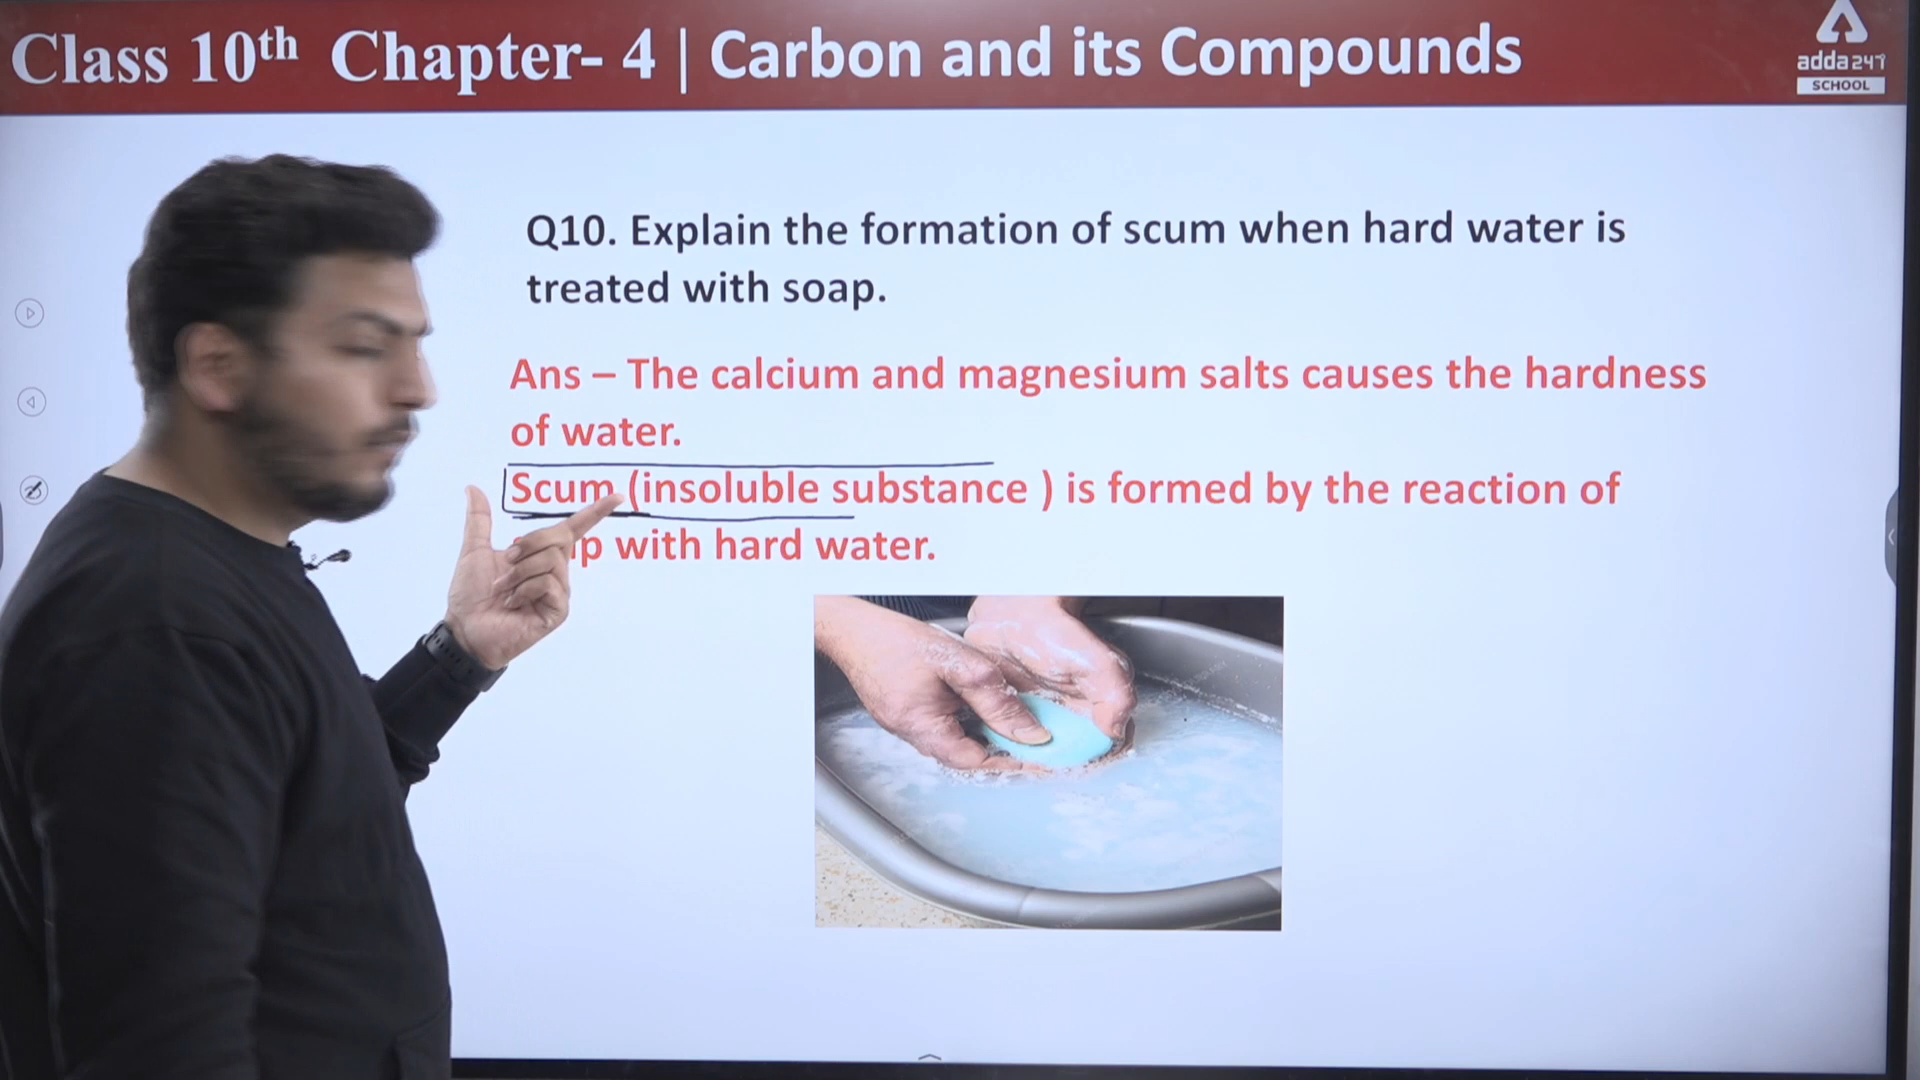 Class 10th Chapter- 4 | Carbon and its Compounds
adda247
SCHOOL
Q10. Explain the formation of scum when hard water is
treated with soap.
Ans – The calcium and magnesium salts causes the hardness
of water.
Scum (insoluble substance ) is formed by the reaction of
with hard water.